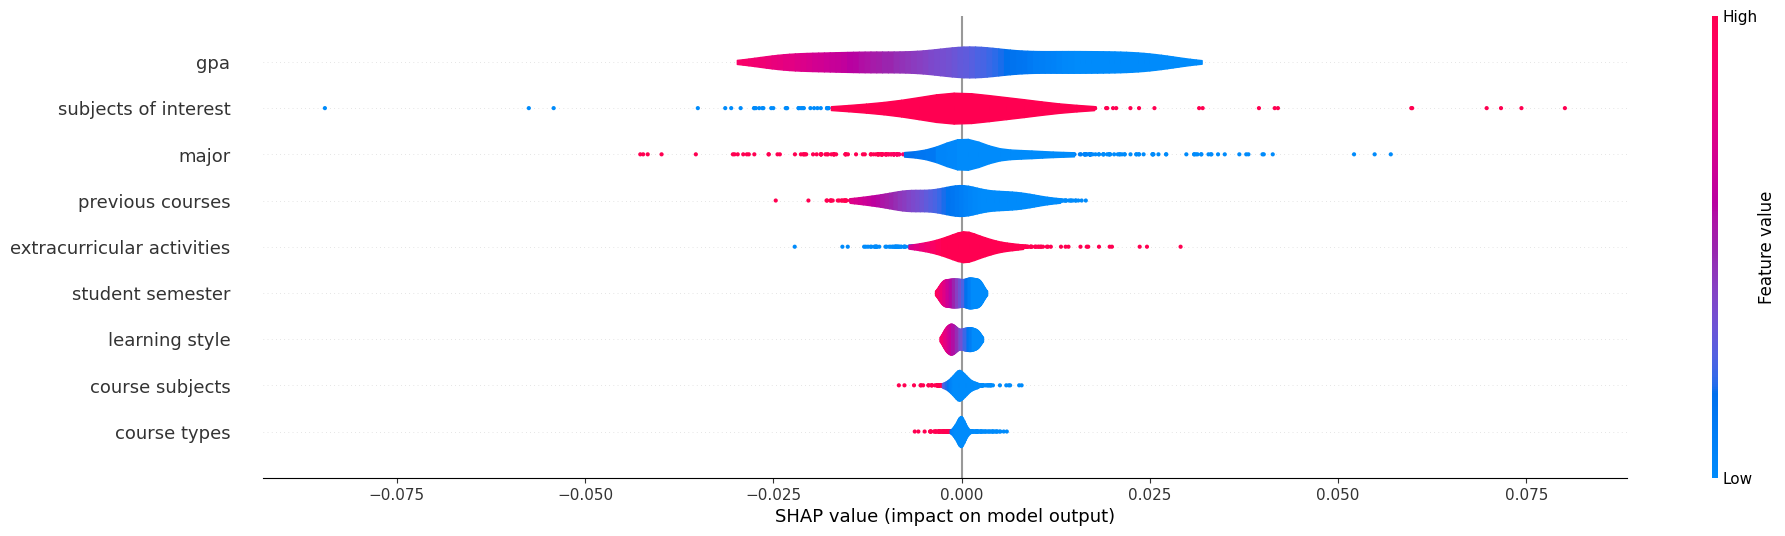 High
gpa
subjects of interest
major
previous courses
extracurricular activities
student semester
learning style
course subjects
course types
Low
Feature value
−0.075 −0.050 −0.025 0.000 0.025 0.050 0.075
SHAP value (impact on model output)